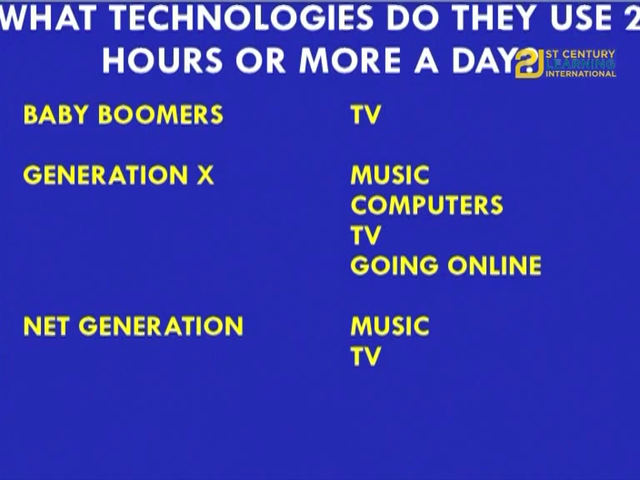 WHAT TECHNOLOGIES DO THEY USE 2
HOURS OR MORE A DAY?
21ST CENTURY
LEARNING
INTERNATIONAL
BABY BOOMERS TV
GENERATION X MUSIC
COMPUTERS
TV
GOING ONLINE
NET GENERATION MUSIC
TV